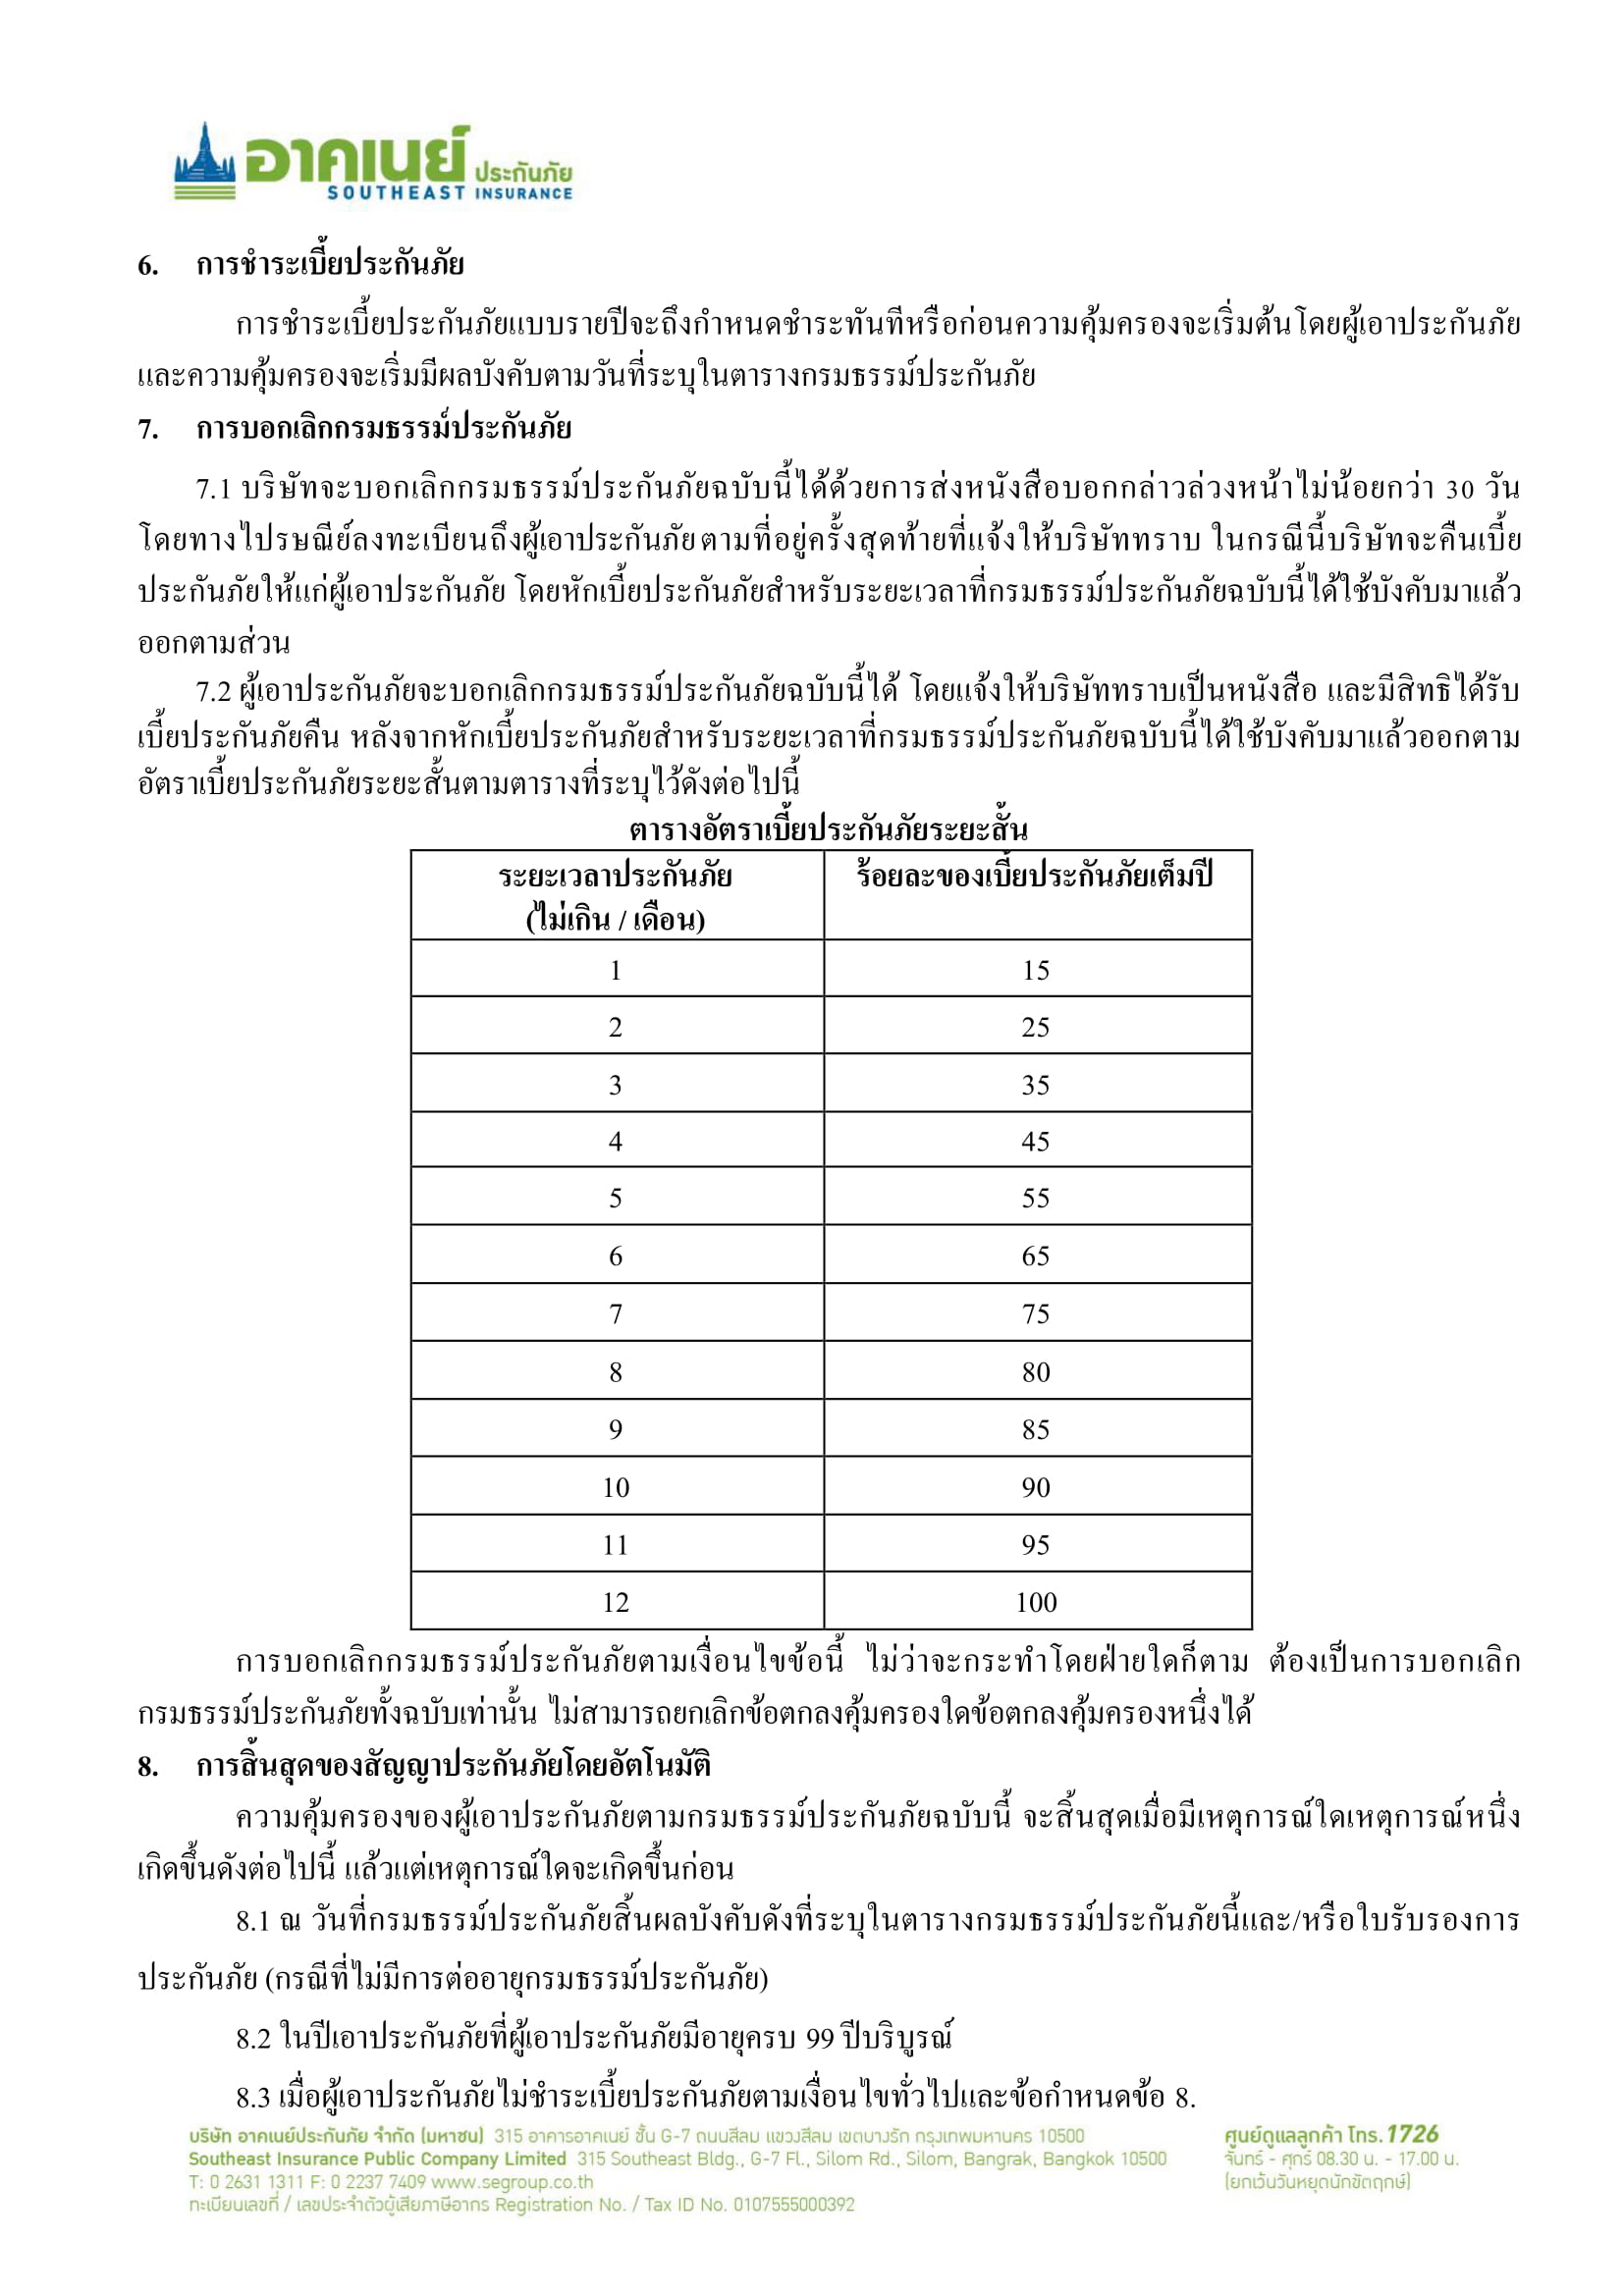 อาคเนย์ ประกันภัย
SOUTHEAST INSURANCE
6. การชำระเบี้ยประกันภัย
การชำระเบี้ยประกันภัยแบบรายปีจะถึงกำหนดชำระทันทีหรือก่อนความคุ้มครองจะเริ่มต้นโดยผู้เอาประกันภัย
และความคุ้มครองจะเริ่มมีผลบังคับตามวันที่ระบุในตารางกรมธรรม์ประกันภัย
7. การบอกเลิกกรมธรรม์ประกันภัย
7.1 บริษัทจะบอกเลิกกรมธรรม์ประกันภัยฉบับนี้ได้ด้วยการส่งหนังสือบอกกล่าวล่วงหน้าไม่น้อยกว่า 30 วัน
โดยทางไปรษณีย์ลงทะเบียนถึงผู้เอาประกันภัยตามที่อยู่ครั้งสุดท้ายที่แจ้งให้บริษัททราบ ในกรณีนี้บริษัทจะคืนเบี้ย
ประกันภัยให้แก่ผู้เอาประกันภัย โดยหักเบี้ยประกันภัยสำหรับระยะเวลาที่กรมธรรม์ประกันภัยฉบับนี้ได้ใช้บังคับมาแล้ว
ออกตามส่วน
7.2 ผู้เอาประกันภัยจะบอกเลิกกรมธรรม์ประกันภัยฉบับนี้ได้ โดยแจ้งให้บริษัททราบเป็นหนังสือ และมีสิทธิได้รับ
เบี้ยประกันภัยคืน หลังจากหักเบี้ยประกันภัยสำหรับระยะเวลาที่กรมธรรม์ประกันภัยฉบับนี้ได้ใช้บังคับมาแล้วออกตาม
อัตราเบี้ยประกันภัยระยะสั้นตามตารางที่ระบุไว้ดังต่อไปนี้
ตารางอัตราเบี้ยประกันภัยระยะสั้น
ระยะเวลาประกันภัย ร้อยละของเบี้ยประกันภัยเต็มปี
(ไม่เกิน / เดือน)
1 15
2 25
3 35
4 45
5 55
6 65
7 75
8 80
9 85
10 90
11 95
12 100
การบอกเลิกกรมธรรม์ประกันภัยตามเงื่อนไขข้อนี้ ไม่ว่าจะกระทำโดยฝ่ายใดก็ตาม ต้องเป็นการบอกเลิก
กรมธรรม์ประกันภัยทั้งฉบับเท่านั้น ไม่สามารถยกเลิกข้อตกลงคุ้มครองใดข้อตกลงคุ้มครองหนึ่งได้
8. การสิ้นสุดของสัญญาประกันภัยโดยอัตโนมัติ
ความคุ้มครองของผู้เอาประกันภัยตามกรมธรรม์ประกันภัยฉบับนี้ จะสิ้นสุดเมื่อมีเหตุการณ์ใดเหตุการณ์หนึ่ง
เกิดขึ้นดังต่อไปนี้ แล้วแต่เหตุการณ์ใดจะเกิดขึ้นก่อน
8.1 ณ วันที่กรมธรรม์ประกันภัยสิ้นผลบังคับดังที่ระบุในตารางกรมธรรม์ประกันภัยนี้และ/หรือใบรับรองการ
ประกันภัย (กรณีที่ไม่มีการต่ออายุกรมธรรม์ประกันภัย)
8.2 ในปีเอาประกันภัยที่ผู้เอาประกันภัยมีอายุครบ 99 ปีบริบูรณ์
8.3 เมื่อผู้เอาประกันภัยไม่ชำระเบี้ยประกันภัยตามเงื่อนไขทั่วไปและข้อกำหนดข้อ 8.
บริษัท อาคเนย์ประกันภัย จำกัด (มหาชน) 315 อาคารอาคเนย์ ชั้น G-7 ถนนสีลม แขวงสีลม เขตบางรัก กรุงเทพมหานคร 10500
Southeast Insurance Public Company Limited 315 Southeast Bldg., G-7 Fl., Silom Rd., Silom, Bangrak, Bangkok 10500
T: 0 2631 1311 F: 0 2237 7409 www.segroup.co.th
ทะเบียนเลขที่ / เลขประจำตัวผู้เสียภาษีอากร Registration No. / Tax ID No. 0107555000392
ศูนย์ดูแลลูกค้า โทร.1726
จันทร์ - ศุกร์ 08.30 น. - 17.00 น.
(ยกเว้นวันหยุดนักขัตฤกษ์)